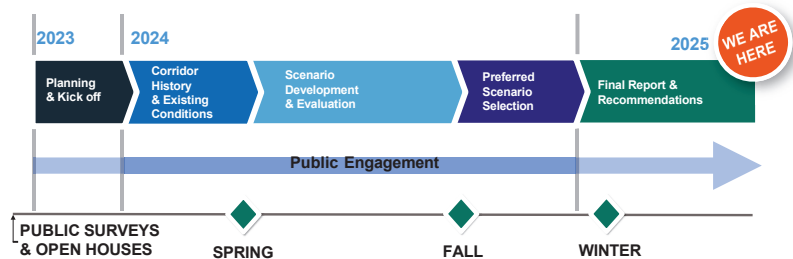 2023
2024
2025
WE ARE
HERE
Planning
& Kick off
Corridor
History
& Existing
Conditions
Scenario
Development
& Evaluation
Preferred
Scenario
Selection
Final Report &
Recommendations
Public Engagement
PUBLIC SURVEYS
& OPEN HOUSES
SPRING
FALL
WINTER